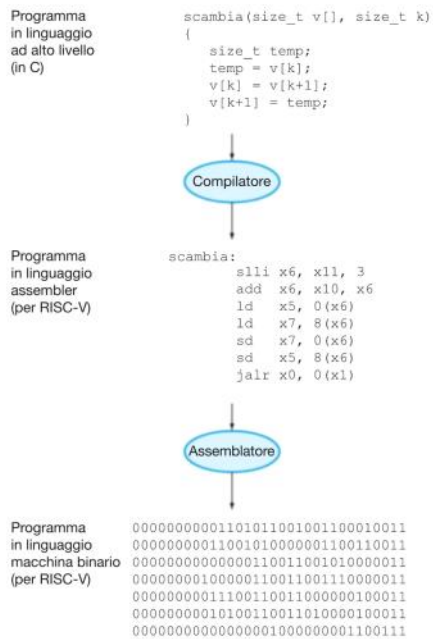 Programma
in linguaggio
ad alto livello
(in C)
scambia(size_t v[], size_t k)
{
size_t temp;
temp = v[k];
v[k] = v[k+1];
v[k+1] = temp;
}
Compilatore
Programma
in linguaggio
assembler
(per RISC-V)
scambia:
slli x6, x11, 3
add x6, x10, x6
ld x5, 0(x6)
ld x7, 8(x6)
sd x7, 0(x6)
sd x5, 8(x6)
jalr x0, 0(x1)
Assemblatore
Programma
in linguaggio
macchina binario
(per RISC-V)
00000000001101011001001100010011
00000000011001010000001100110011
00000000000000110011001010000011
00000000100000110011001110000011
00000000011100110011000000100011
00000000010100110011010000100011
00000000000000001000000001100111